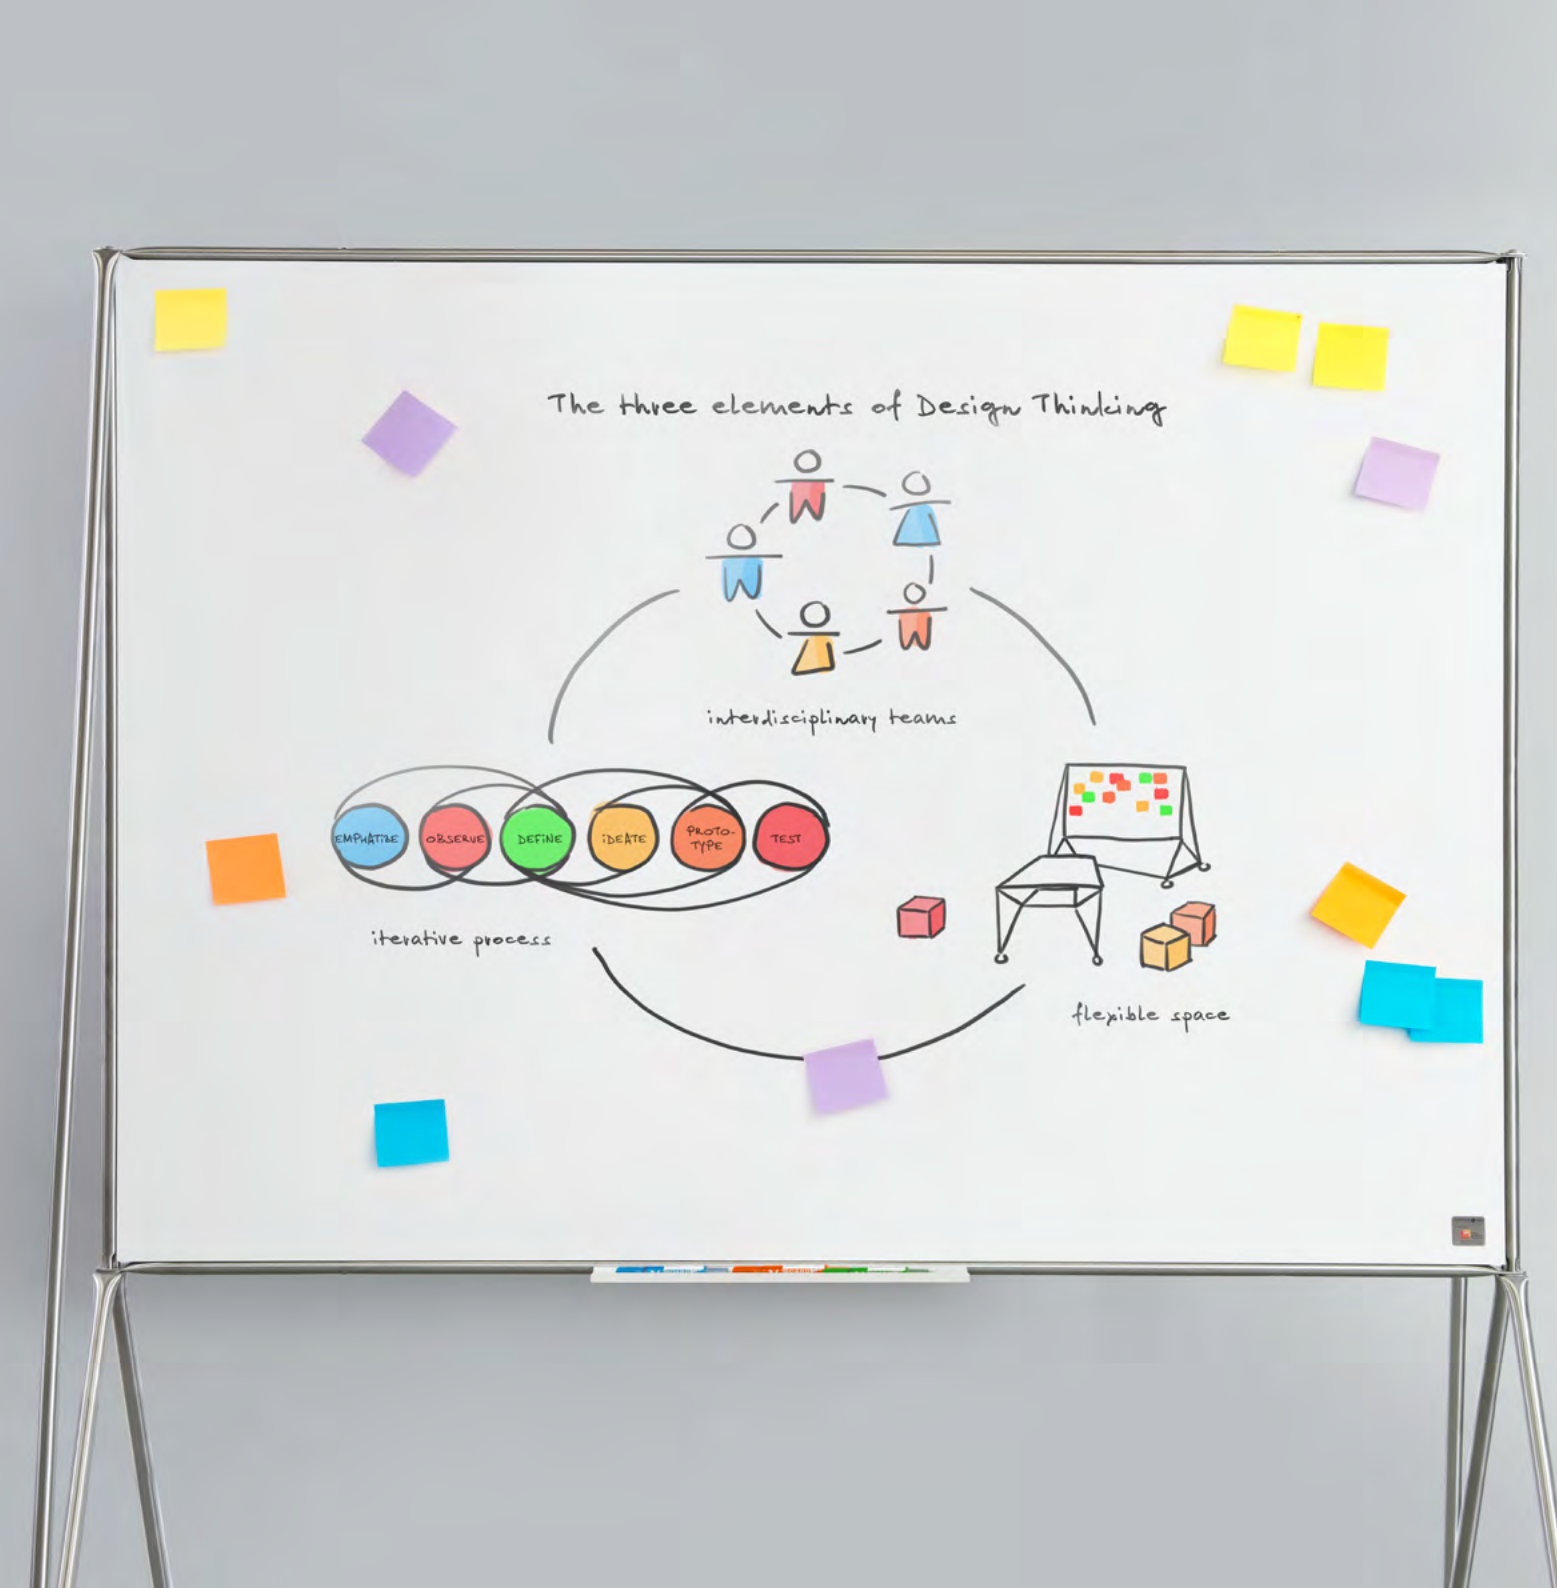 The three elements of Design Thinking
interdisciplinary teams
EMPHATIZE
OBSERVE
DEFINE
iDEATE
PROTO-
TYPE
TEST
iterative process
flexible space